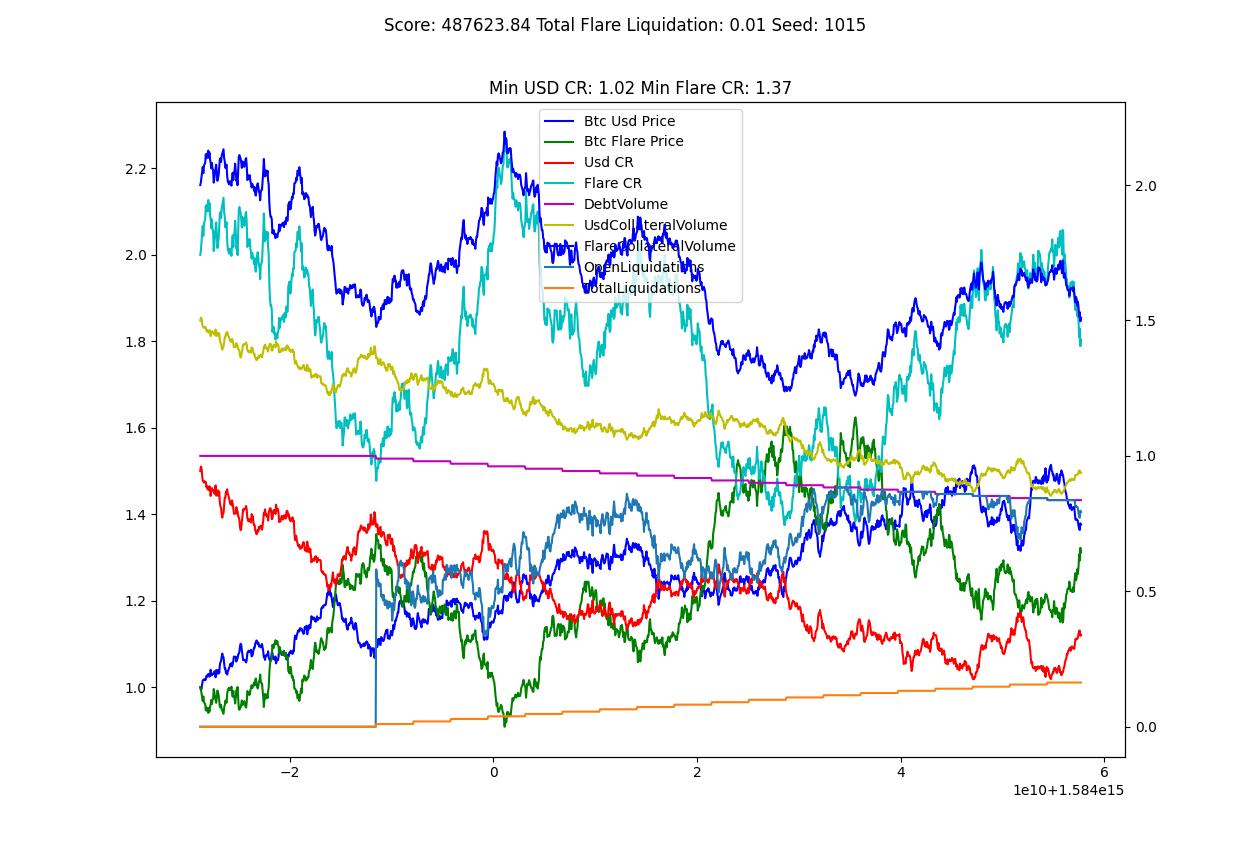 Score: 487623.84 Total Flare Liquidation: 0.01 Seed: 1015
Min USD CR: 1.02 Min Flare CR: 1.37
Btc Usd Price
Btc Flare Price
Usd CR
Flare CR
DebtVolume
UsdCollateralVolume
FlareCollateralVolume
OpenLiquidations
TotalLiquidations
2.2
2.0
1.8
1.6
1.4
1.2
1.0
2.0
1.5
1.0
0.5
0.0
−2
0
2
4
6
1e10+1.584e15